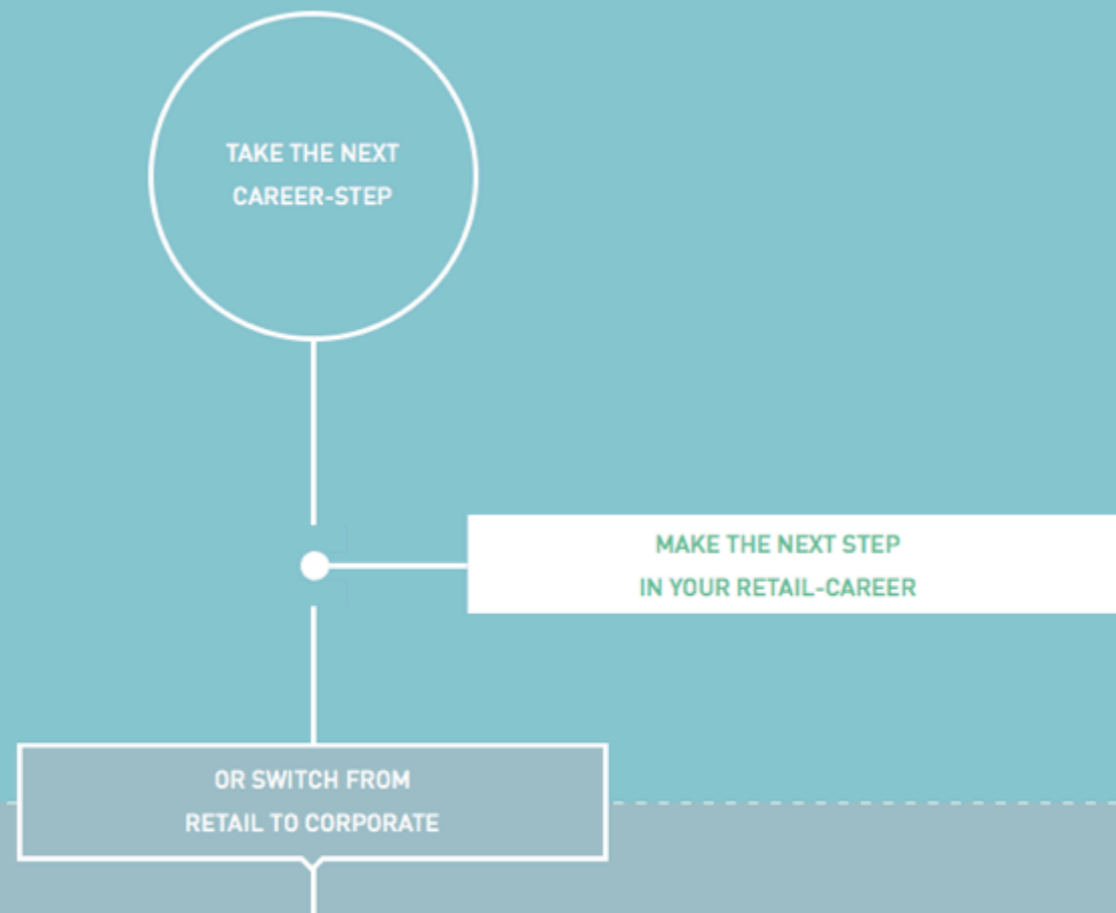 TAKE THE NEXT
CAREER-STEP
MAKE THE NEXT STEP
IN YOUR RETAIL-CAREER
OR SWITCH FROM
RETAIL TO CORPORATE